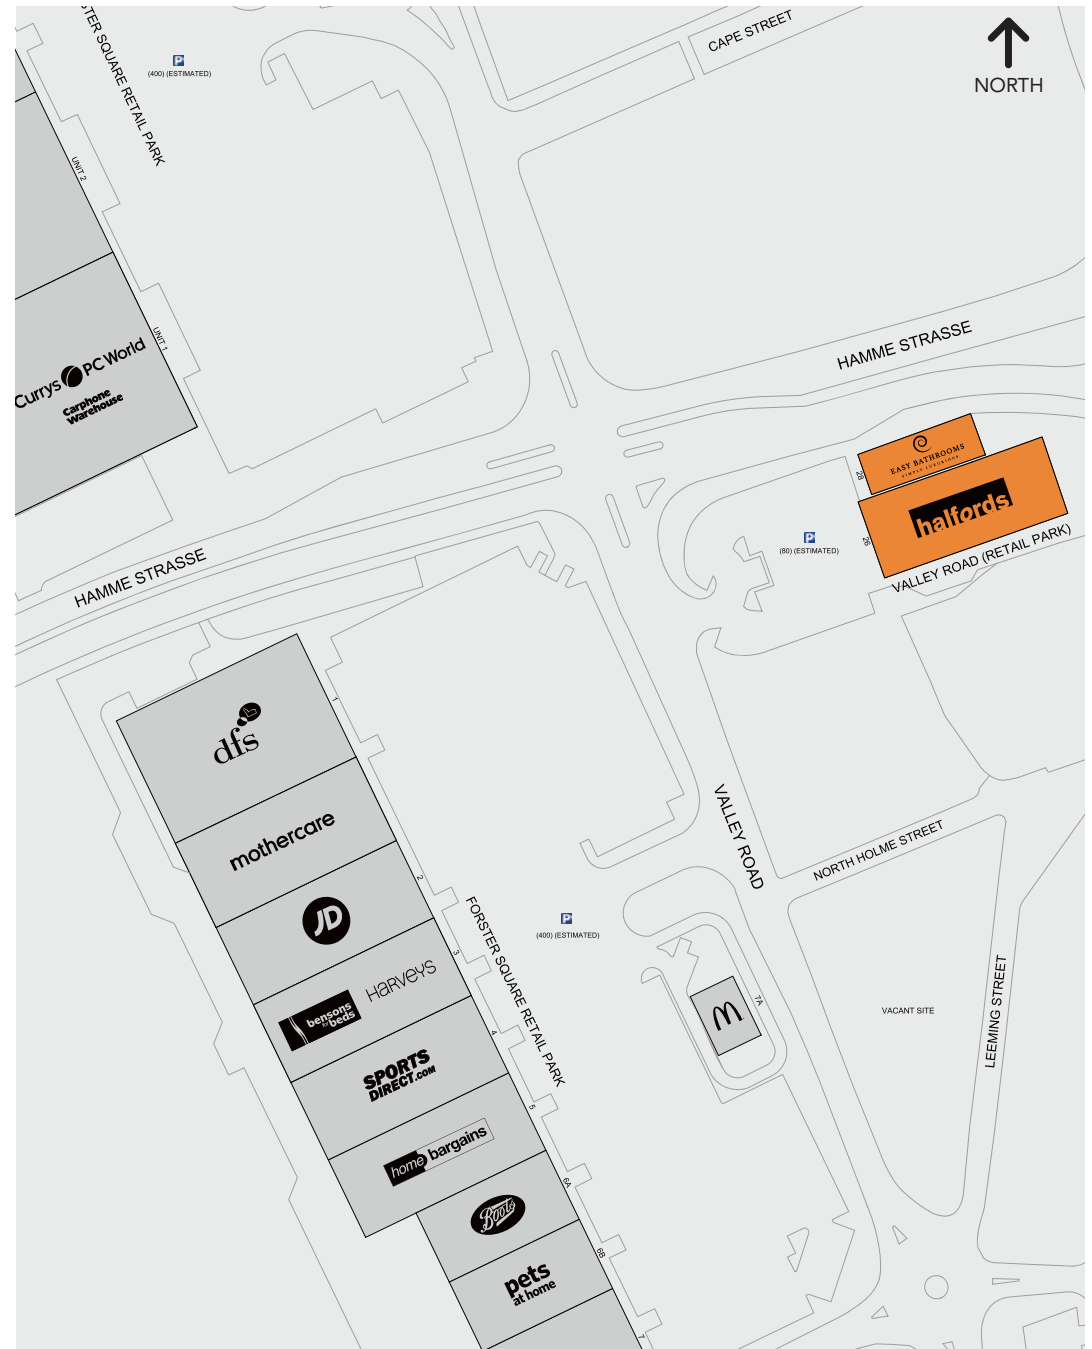 STER SQUARE RETAIL PARK
P
(400) (ESTIMATED)
CAPE STREET
NORTH
UNIT 2
UNIT 1
Currys PC World
Carphone
Warehouse
HAMME STRASSE
EASY BATHROOMS
SIMPLY LUXURIOUS
28
halfords
26
VALLEY ROAD (RETAIL PARK)
P
(80) (ESTIMATED)
HAMME STRASSE
dfs
1
mothercare
2
JD
3
HARVEYS
bensons
for beds
4
SPORTS
DIRECT.COM
5
home bargains
6A
Boots
6B
pets
at home
7
FORSTER SQUARE RETAIL PARK
P
(400) (ESTIMATED)
VALLEY ROAD
NORTH HOLME STREET
M
7A
VACANT SITE
LEEMING STREET